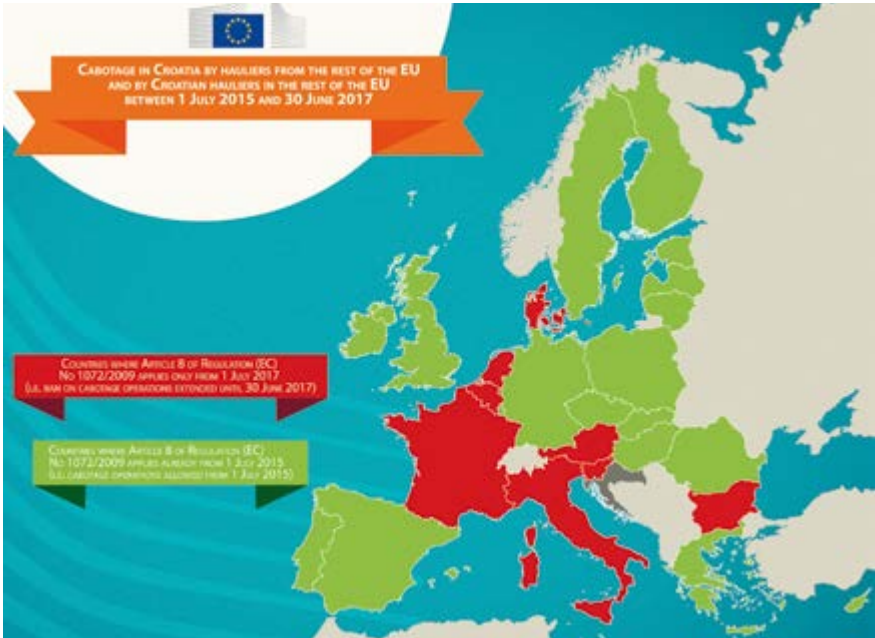 CABOTAGE IN CROATIA BY HAULIERS FROM THE REST OF THE EU
AND BY CROATIAN HAULIERS IN THE REST OF THE EU
BETWEEN 1 JULY 2015 AND 30 JUNE 2017
COUNTRIES WHERE ARTICLE 8 OF REGULATION (EC)
NO 1072/2009 APPLIES ONLY FROM 1 JULY 2017
(I.E. BAN ON CABOTAGE OPERATIONS EXTENDED UNTIL 30 JUNE 2017)
COUNTRIES WHERE ARTICLE 8 OF REGULATION (EC)
NO 1072/2009 APPLIES ALREADY FROM 1 JULY 2015
(I.E. CABOTAGE OPERATIONS ALLOWED FROM 1 JULY 2015)